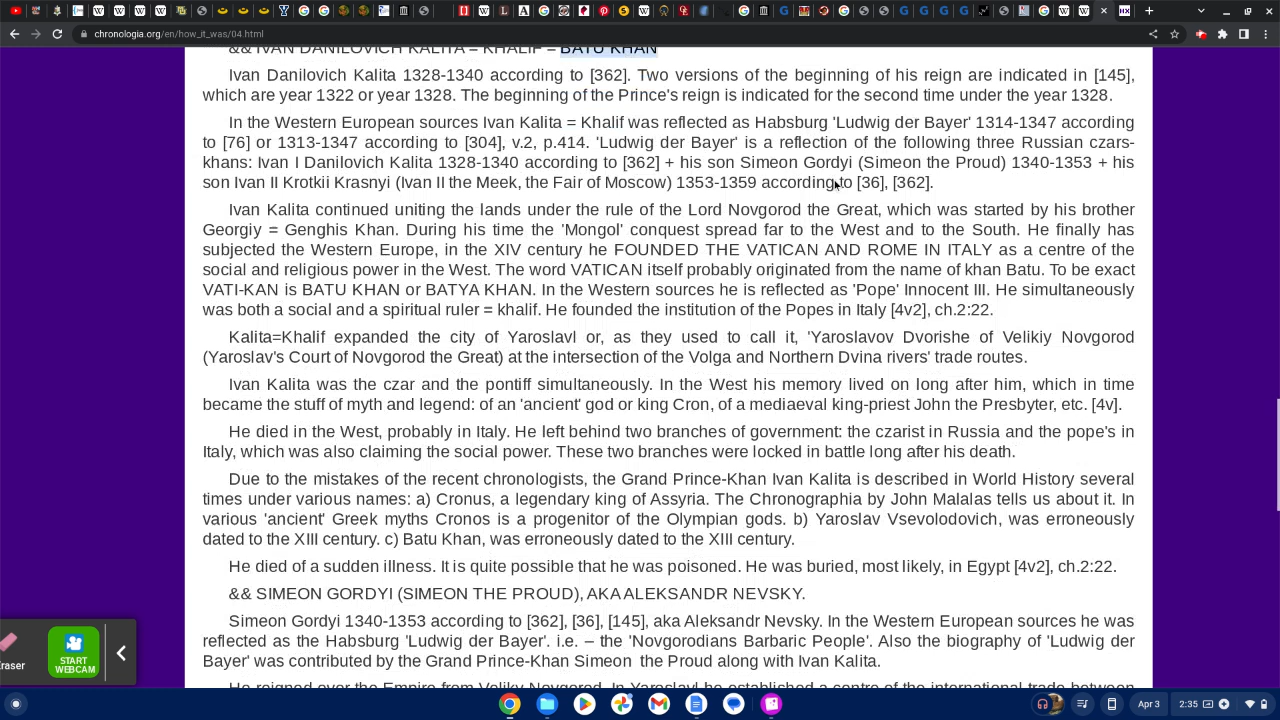 chronologia.org/en/how_it_was/04.html
&& IVAN DANILOVICH KALITA = KHALIF = BATU KHAN
Ivan Danilovich Kalita 1328-1340 according to [362]. Two versions of the beginning of his reign are indicated in [145],
which are year 1322 or year 1328. The beginning of the Prince's reign is indicated for the second time under the year 1328.
In the Western European sources Ivan Kalita = Khalif was reflected as Habsburg 'Ludwig der Bayer' 1314-1347 according
to [76] or 1313-1347 according to [304], v.2, p.414. 'Ludwig der Bayer' is a reflection of the following three Russian czars-
khans: Ivan I Danilovich Kalita 1328-1340 according to [362] + his son Simeon Gordyi (Simeon the Proud) 1340-1353 + his
son Ivan II Krotkii Krasnyi (Ivan II the Meek, the Fair of Moscow) 1353-1359 according to [36], [362].
Ivan Kalita continued uniting the lands under the rule of the Lord Novgorod the Great, which was started by his brother
Georgiy = Genghis Khan. During his time the 'Mongol' conquest spread far to the West and to the South. He finally has
subjected the Western Europe, in the XIV century he FOUNDED THE VATICAN AND ROME IN ITALY as a centre of the
social and religious power in the West. The word VATICAN itself probably originated from the name of khan Batu. To be exact
VATI-KAN is BATU KHAN or BATYA KHAN. In the Western sources he is reflected as 'Pope' Innocent III. He simultaneously
was both a social and a spiritual ruler = khalif. He founded the institution of the Popes in Italy [4v2], ch.2:22.
Kalita=Khalif expanded the city of Yaroslavl or, as they used to call it, 'Yaroslavov Dvorishe of Velikiy Novgorod
(Yaroslav's Court of Novgorod the Great) at the intersection of the Volga and Northern Dvina rivers' trade routes.
Ivan Kalita was the czar and the pontiff simultaneously. In the West his memory lived on long after him, which in time
became the stuff of myth and legend: of an 'ancient' god or king Cron, of a mediaeval king-priest John the Presbyter, etc. [4v].
He died in the West, probably in Italy. He left behind two branches of government: the czarist in Russia and the pope's in
Italy, which was also claiming the social power. These two branches were locked in battle long after his death.
Due to the mistakes of the recent chronologists, the Grand Prince-Khan Ivan Kalita is described in World History several
times under various names: a) Cronus, a legendary king of Assyria. The Chronographia by John Malalas tells us about it. In
various 'ancient' Greek myths Cronos is a progenitor of the Olympian gods. b) Yaroslav Vsevolodovich, was erroneously
dated to the XIII century. c) Batu Khan, was erroneously dated to the XIII century.
He died of a sudden illness. It is quite possible that he was poisoned. He was buried, most likely, in Egypt [4v2], ch.2:22.
&& SIMEON GORDYI (SIMEON THE PROUD), AKA ALEKSANDR NEVSKY.
Simeon Gordyi 1340-1353 according to [362], [36], [145], aka Aleksandr Nevsky. In the Western European sources he was
reflected as the Habsburg 'Ludwig der Bayer'. i.e. – the 'Novgorodians Barbaric People'. Also the biography of 'Ludwig der
Bayer' was contributed by the Grand Prince-Khan Simeon the Proud along with Ivan Kalita.
He reigned over the Empire from Veliky Novgorod. In Yaroslavl he established a centre of the international trade between
Eraser
START
WEBCAM
Apr 3
2:35